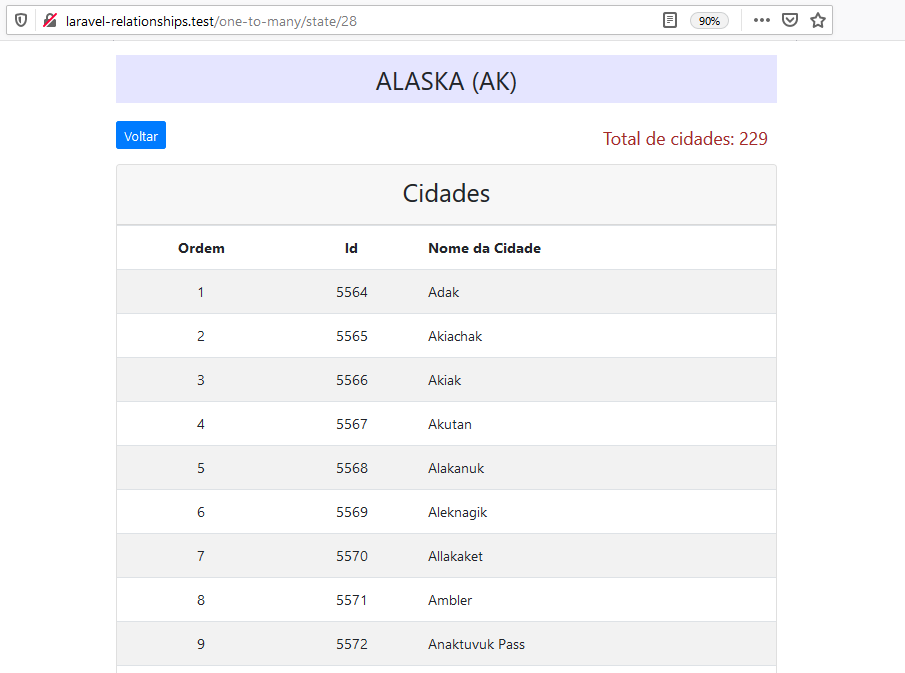 laravel-relationships.test/one-to-many/state/28 90%
ALASKA (AK)
Voltar Total de cidades: 229
Cidades
Ordem Id Nome da Cidade
1 5564 Adak
2 5565 Akiachak
3 5566 Akiak
4 5567 Akutan
5 5568 Alakanuk
6 5569 Aleknagik
7 5570 Allakaket
8 5571 Ambler
9 5572 Anaktuvuk Pass